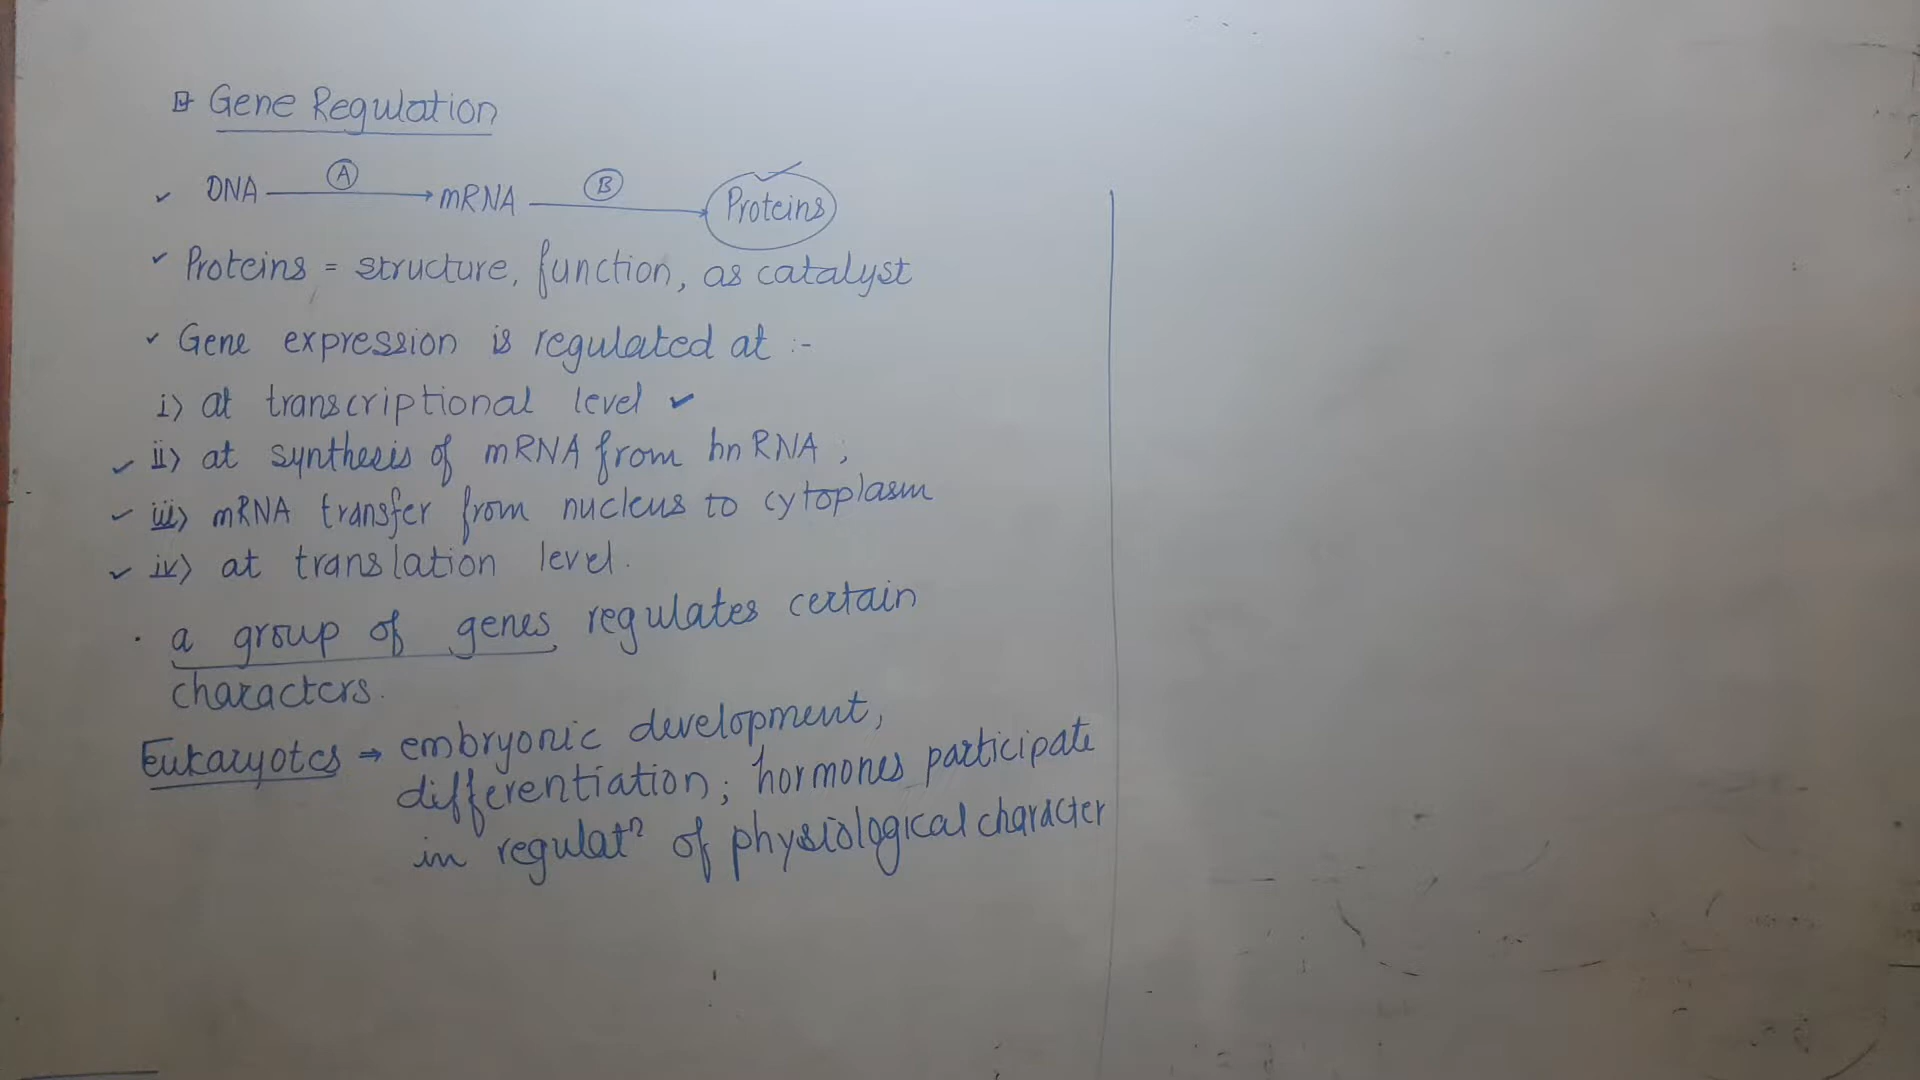 Gene Regulation
DNA → A mRNA → B Proteins
Proteins = structure, function, as catalyst
Gene expression is regulated at :-
i) at transcriptional level
ii) at synthesis of mRNA from hnRNA ;
iii) mRNA transfer from nucleus to cytoplasm
iv) at translation level.
· a group of genes regulates certain
characters.
Eukaryotes → embryonic development,
differentiation; hormones participate
in regulatⁿ of physiological character